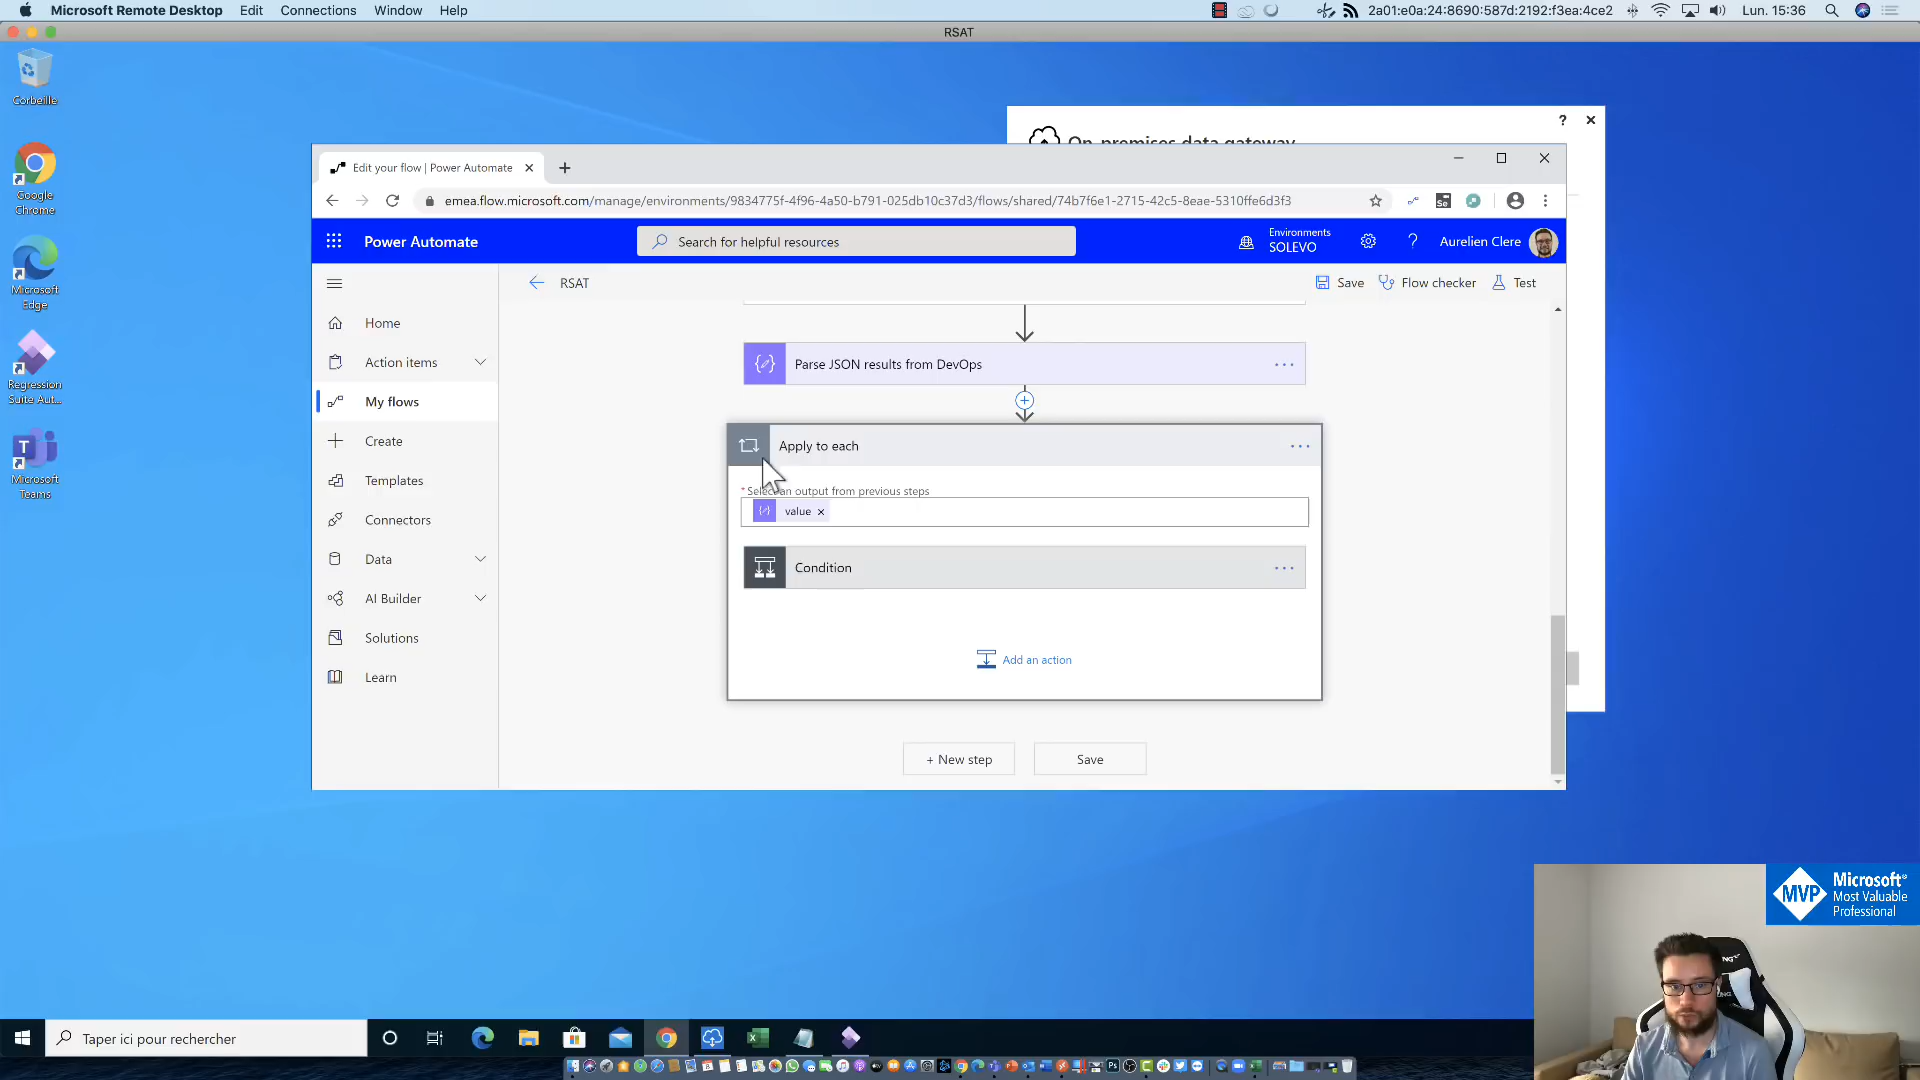 Microsoft Remote Desktop Edit Connections Window Help
2a01:e0a:24:8690:587d:2192:f3ea:4ce2 Lun. 15:36
RSAT
Corbeille
Google
Chrome
Microsoft
Edge
Regression
Suite Aut...
Microsoft
Teams
On-premises data gateway
Edit your flow | Power Automate
emea.flow.microsoft.com/manage/environments/9834775f-4f96-4a50-b791-025db10c37d3/flows/shared/74b7f6e1-2715-42c5-8eae-5310ffe6d3f3
Power Automate
Search for helpful resources
Environments
SOLEVO
Aurelien Clere
RSAT
Save
Flow checker
Test
Home
Action items
My flows
Create
Templates
Connectors
Data
AI Builder
Solutions
Learn
Parse JSON results from DevOps
Apply to each
* Select an output from previous steps
value
Condition
Add an action
+ New step
Save
MVP
Microsoft®
Most Valuable
Professional
Taper ici pour rechercher